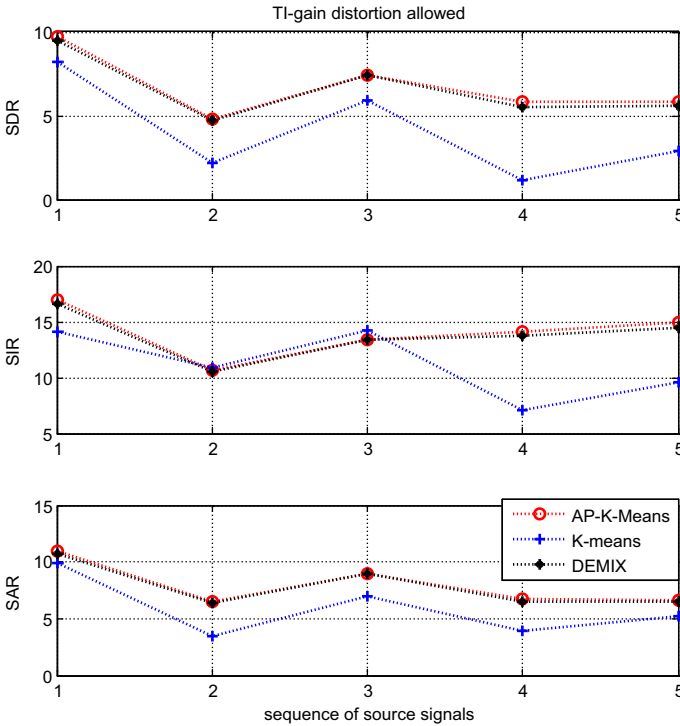 TI-gain distortion allowed
10
5
0
SDR
1 2 3 4 5
20
15
10
5
SIR
1 2 3 4 5
15
10
5
0
SAR
AP-K-Means
K-means
DEMIX
1 2 3 4 5
sequence of source signals